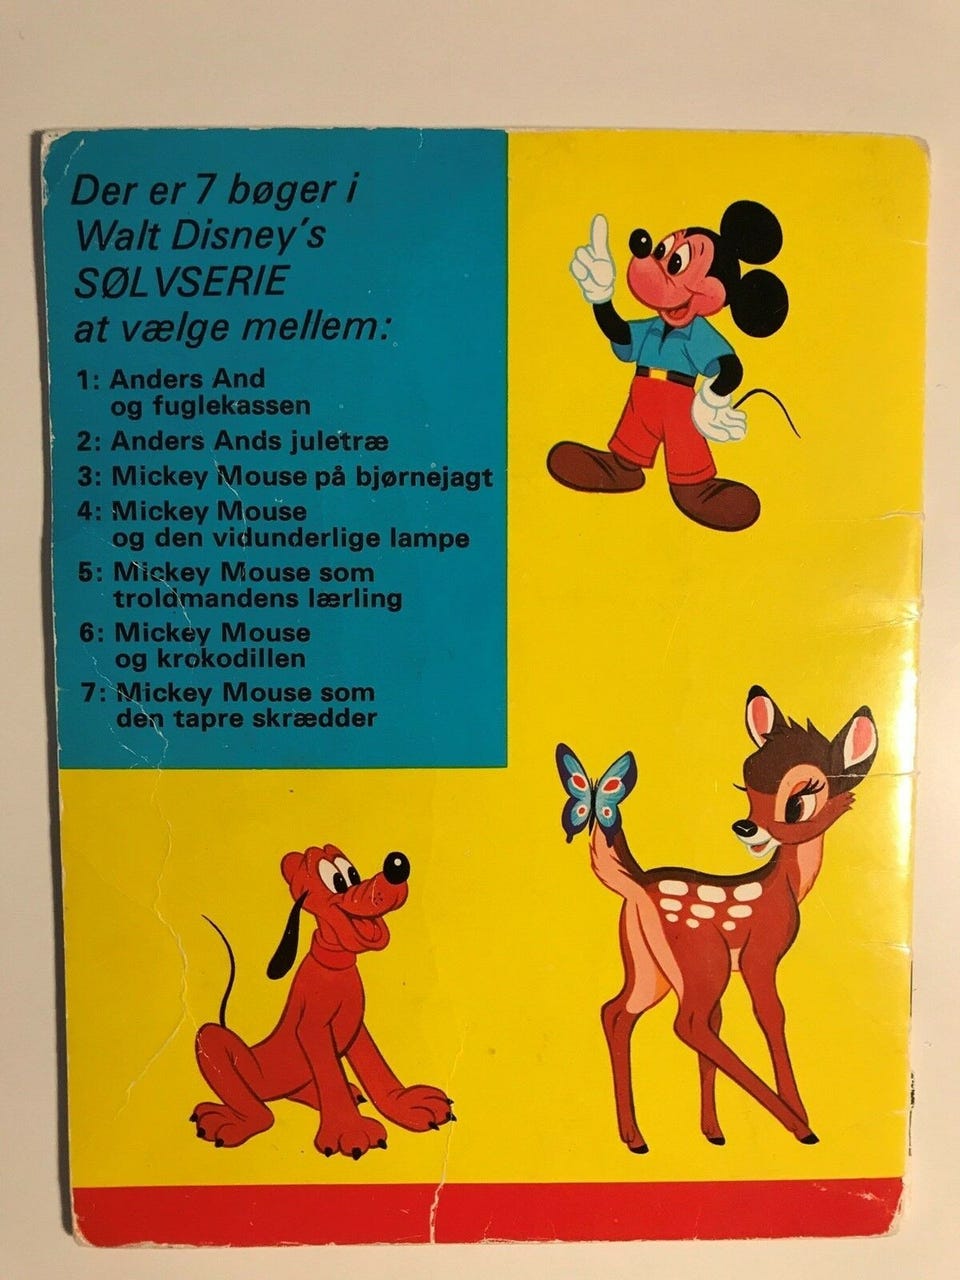 Der er 7 bøger i
Walt Disney's
SØLVSERIE
at vælge mellem:
1: Anders And
og fuglekassen
2: Anders Ands juletræ
3: Mickey Mouse på bjørnejagt
4: Mickey Mouse
og den vidunderlige lampe
5: Mickey Mouse som
troldmandens lærling
6: Mickey Mouse
og krokodillen
7: Mickey Mouse som
den tapre skrædder